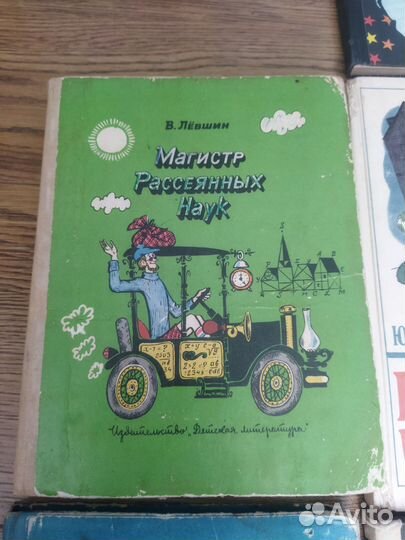 В. Лёвшин
Магистр
Рассеянных
Наук
Издательство „Детская литература“
Ю
Avito